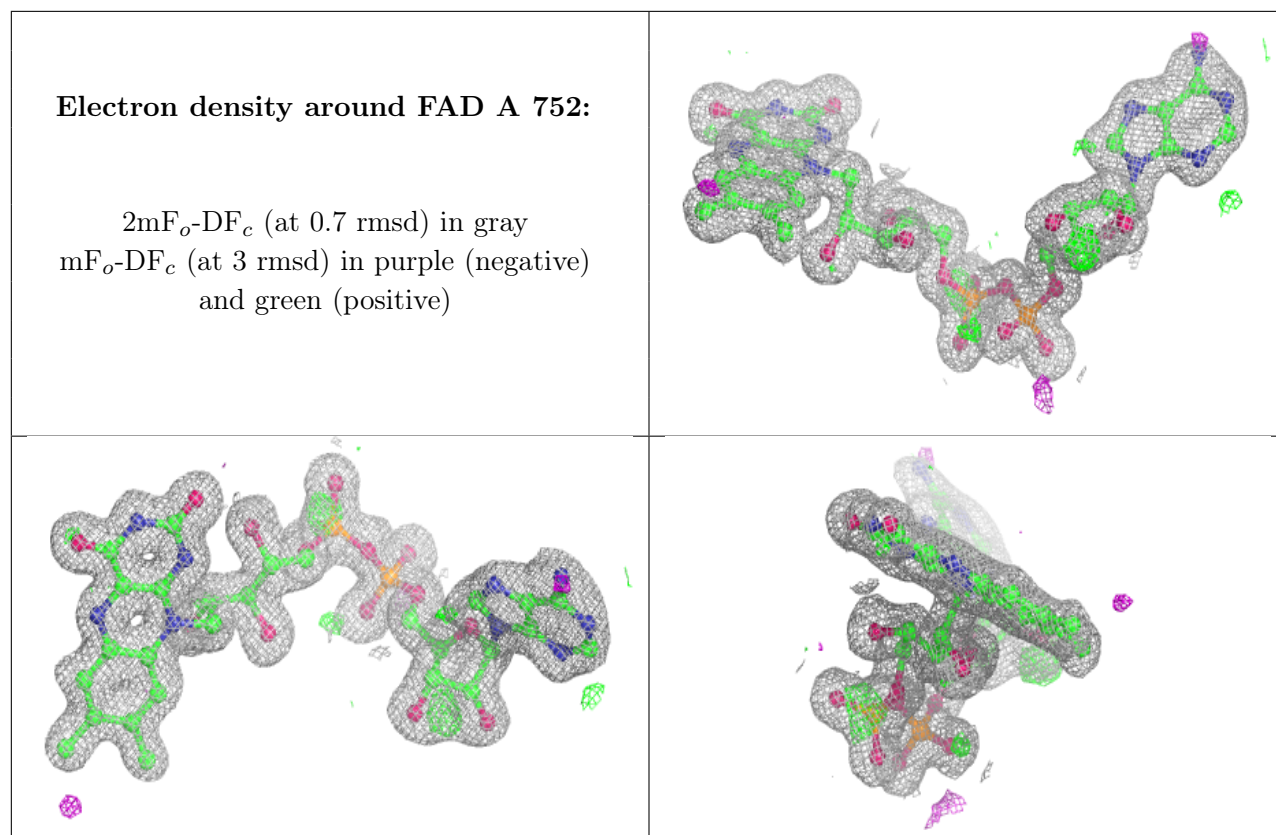 Electron density around FAD A 752:
2mFo-DFc (at 0.7 rmsd) in gray
mFo-DFc (at 3 rmsd) in purple (negative)
and green (positive)